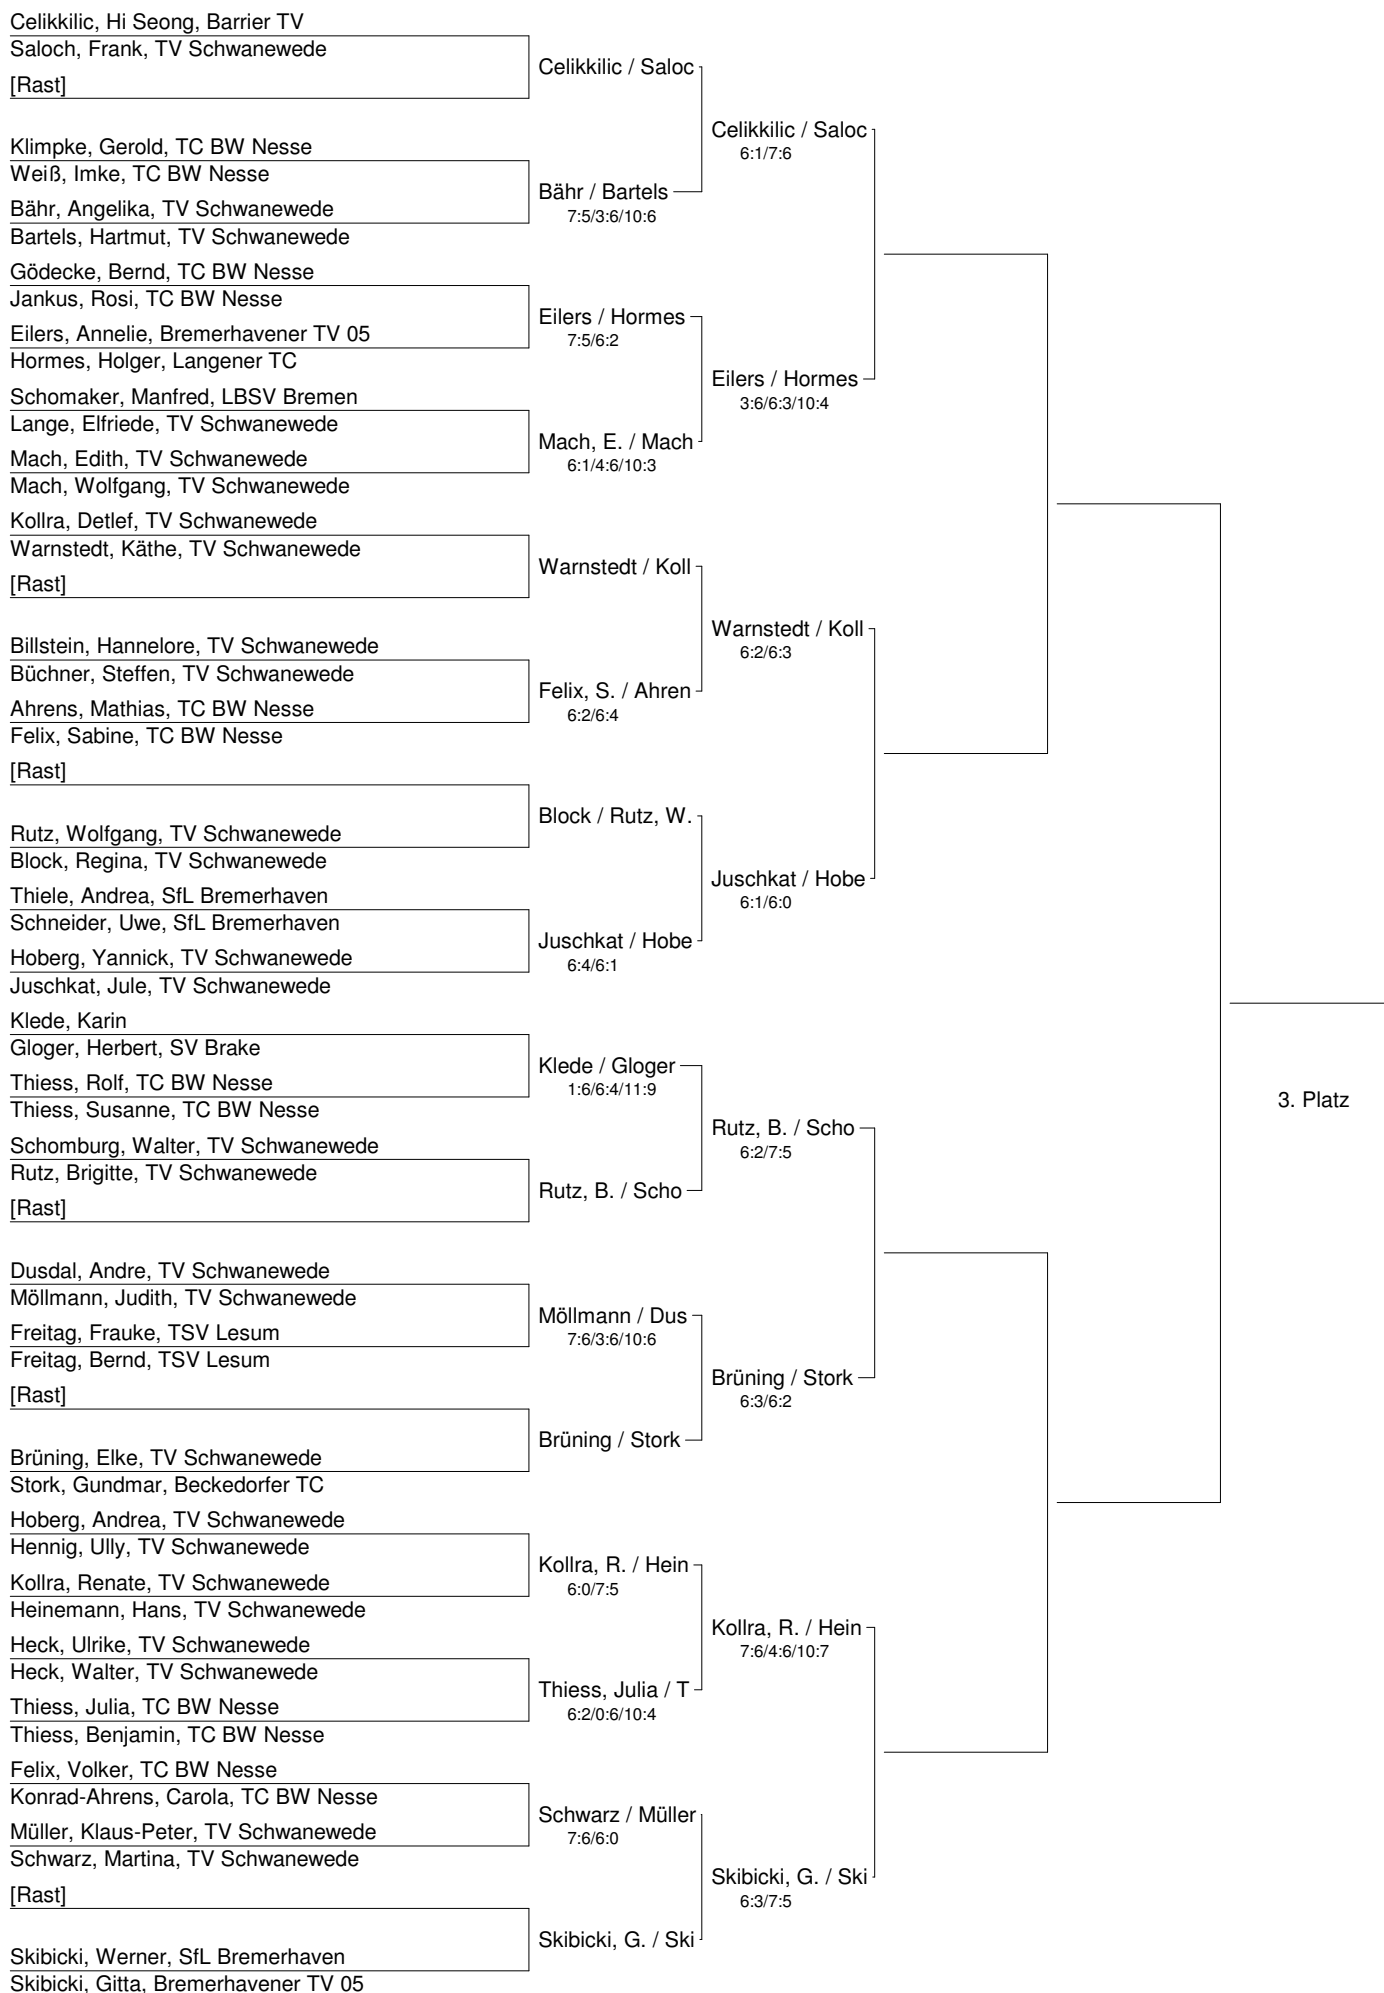 Celikkilic, Hi Seong, Barrier TV
Saloch, Frank, TV Schwanewede
[Rast]
Klimpke, Gerold, TC BW Nesse
Weiß, Imke, TC BW Nesse
Bähr, Angelika, TV Schwanewede
Bartels, Hartmut, TV Schwanewede
Gödecke, Bernd, TC BW Nesse
Jankus, Rosi, TC BW Nesse
Eilers, Annelie, Bremerhavener TV 05
Hormes, Holger, Langener TC
Schomaker, Manfred, LBSV Bremen
Lange, Elfriede, TV Schwanewede
Mach, Edith, TV Schwanewede
Mach, Wolfgang, TV Schwanewede
Kollra, Detlef, TV Schwanewede
Warnstedt, Käthe, TV Schwanewede
[Rast]
Billstein, Hannelore, TV Schwanewede
Büchner, Steffen, TV Schwanewede
Ahrens, Mathias, TC BW Nesse
Felix, Sabine, TC BW Nesse
[Rast]
Rutz, Wolfgang, TV Schwanewede
Block, Regina, TV Schwanewede
Thiele, Andrea, SfL Bremerhaven
Schneider, Uwe, SfL Bremerhaven
Hoberg, Yannick, TV Schwanewede
Juschkat, Jule, TV Schwanewede
Klede, Karin
Gloger, Herbert, SV Brake
Thiess, Rolf, TC BW Nesse
Thiess, Susanne, TC BW Nesse
Schomburg, Walter, TV Schwanewede
Rutz, Brigitte, TV Schwanewede
[Rast]
Dusdal, Andre, TV Schwanewede
Möllmann, Judith, TV Schwanewede
Freitag, Frauke, TSV Lesum
Freitag, Bernd, TSV Lesum
[Rast]
Brüning, Elke, TV Schwanewede
Stork, Gundmar, Beckedorfer TC
Hoberg, Andrea, TV Schwanewede
Hennig, Ully, TV Schwanewede
Kollra, Renate, TV Schwanewede
Heinemann, Hans, TV Schwanewede
Heck, Ulrike, TV Schwanewede
Heck, Walter, TV Schwanewede
Thiess, Julia, TC BW Nesse
Thiess, Benjamin, TC BW Nesse
Felix, Volker, TC BW Nesse
Konrad-Ahrens, Carola, TC BW Nesse
Müller, Klaus-Peter, TV Schwanewede
Schwarz, Martina, TV Schwanewede
[Rast]
Skibicki, Werner, SfL Bremerhaven
Skibicki, Gitta, Bremerhavener TV 05
Celikkilic / Saloc
Bähr / Bartels
7:5/3:6/10:6
Eilers / Hormes
7:5/6:2
Mach, E. / Mach
6:1/4:6/10:3
Warnstedt / Koll
Felix, S. / Ahren
6:2/6:4
Block / Rutz, W.
Juschkat / Hobe
6:4/6:1
Klede / Gloger
1:6/6:4/11:9
Rutz, B. / Scho
Möllmann / Dus
7:6/3:6/10:6
Brüning / Stork
Kollra, R. / Hein
6:0/7:5
Thiess, Julia / T
6:2/0:6/10:4
Schwarz / Müller
7:6/6:0
Skibicki, G. / Ski
Celikkilic / Saloc
6:1/7:6
Eilers / Hormes
3:6/6:3/10:4
Warnstedt / Koll
6:2/6:3
Juschkat / Hobe
6:1/6:0
Rutz, B. / Scho
6:2/7:5
Brüning / Stork
6:3/6:2
Kollra, R. / Hein
7:6/4:6/10:7
Skibicki, G. / Ski
6:3/7:5
3. Platz